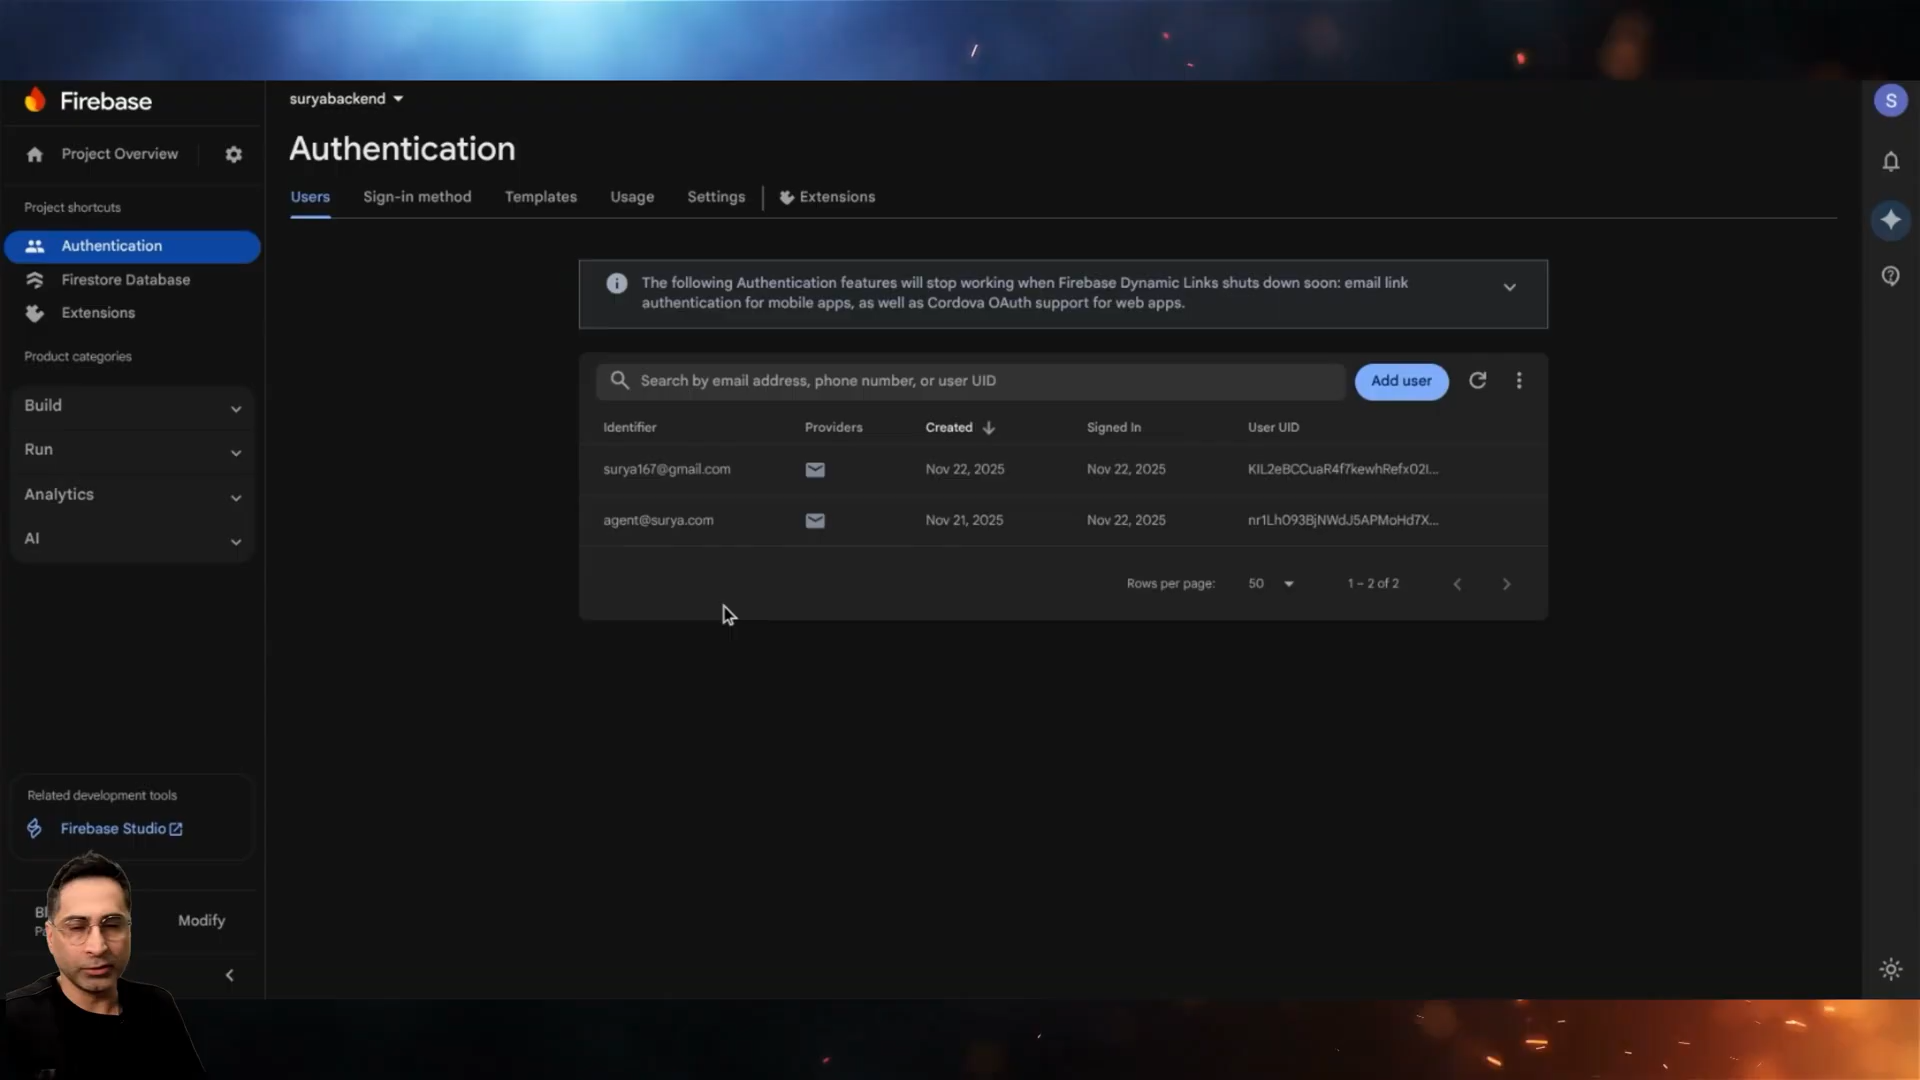 Firebase
Project Overview
Project shortcuts
Authentication
Firestore Database
Extensions
Product categories
Build
Run
Analytics
AI
Related development tools
Firebase Studio
Modify
suryabackend
Authentication
Users Sign-in method Templates Usage Settings Extensions
The following Authentication features will stop working when Firebase Dynamic Links shuts down soon: email link
authentication for mobile apps, as well as Cordova OAuth support for web apps.
Search by email address, phone number, or user UID
Add user
Identifier Providers Created Signed In User UID
surya167@gmail.com Nov 22, 2025 Nov 22, 2025
agent@surya.com Nov 21, 2025 Nov 22, 2025
Rows per page: 50 1 – 2 of 2
S